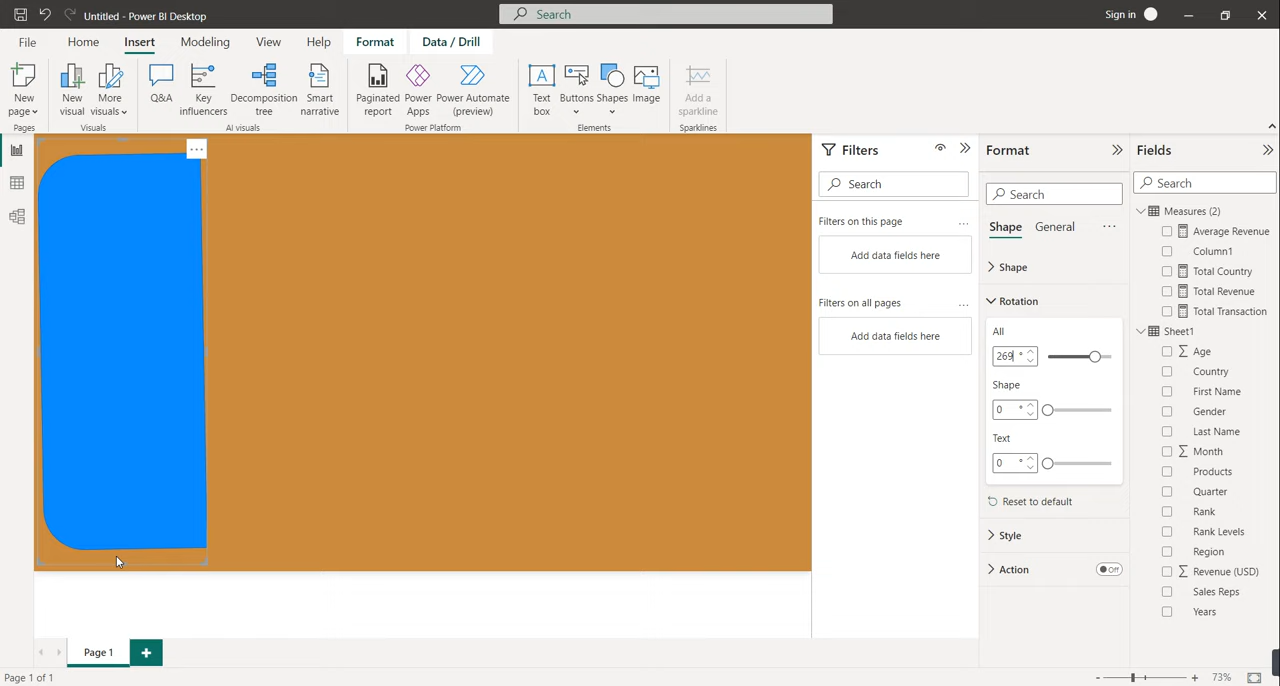 Untitled - Power BI Desktop
Search
Sign in
File Home Insert Modeling View Help Format Data / Drill
New page
New visual
More visuals
Q&A
Key influencers
Decomposition tree
Smart narrative
Paginated report
Power Apps
Power Automate (preview)
Text box
Buttons
Shapes
Image
Add a sparkline
Pages
Visuals
AI visuals
Power Platform
Elements
Sparklines
Filters
Search
Filters on this page
Add data fields here
Filters on all pages
Add data fields here
Format
Search
Shape General
Shape
Rotation
All
269 °
Shape
0 °
Text
0 °
Reset to default
Style
Action
Off
Fields
Search
Measures (2)
Average Revenue
Column1
Total Country
Total Revenue
Total Transaction
Sheet1
Age
Country
First Name
Gender
Last Name
Month
Products
Quarter
Rank
Rank Levels
Region
Revenue (USD)
Sales Reps
Years
Page 1
Page 1 of 1
73%